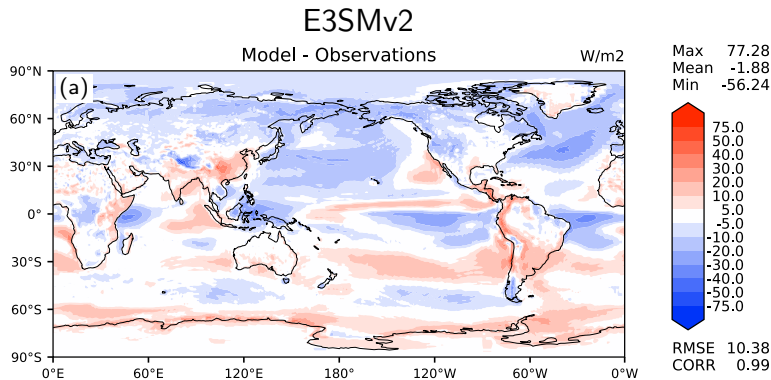 E3SMv2
Model - Observations
W/m2
Max 77.28
Mean -1.88
Min -56.24
(a)
90°N
60°N
30°N
0°
30°S
60°S
90°S
0°E 60°E 120°E 180° 120°W 60°W 0°W
75.0
50.0
40.0
30.0
20.0
10.0
5.0
-5.0
-10.0
-20.0
-30.0
-40.0
-50.0
-75.0
RMSE 10.38
CORR 0.99